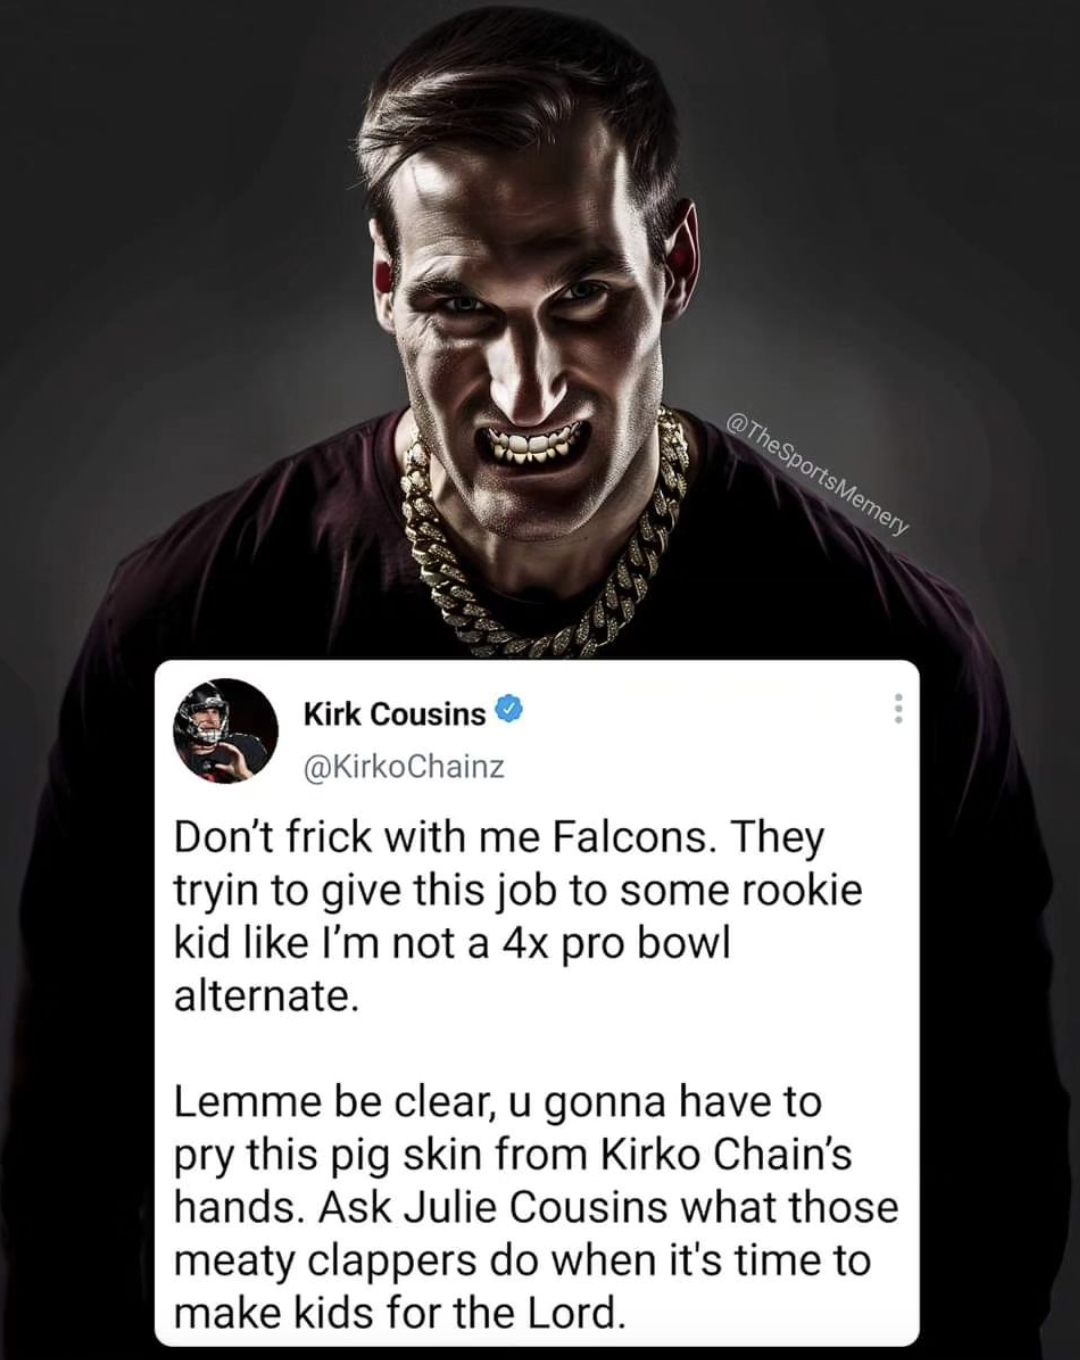 @TheSportsMemery
Kirk Cousins
@KirkoChainz
Don't frick with me Falcons. They
tryin to give this job to some rookie
kid like I'm not a 4x pro bowl
alternate.
Lemme be clear, u gonna have to
pry this pig skin from Kirko Chain's
hands. Ask Julie Cousins what those
meaty clappers do when it's time to
make kids for the Lord.